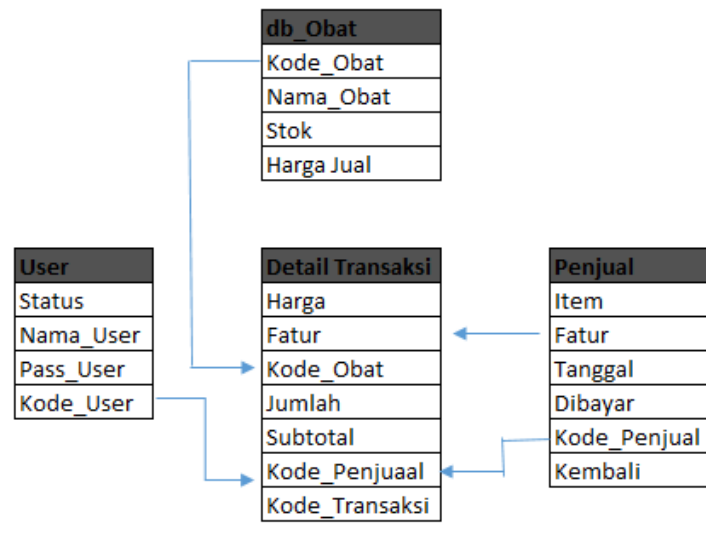 db_Obat
Kode_Obat
Nama_Obat
Stok
Harga Jual
User
Status
Nama_User
Pass_User
Kode_User
Detail Transaksi
Harga
Fatur
Kode_Obat
Jumlah
Subtotal
Kode_Penjuaal
Kode_Transaksi
Penjual
Item
Fatur
Tanggal
Dibayar
Kode_Penjual
Kembali